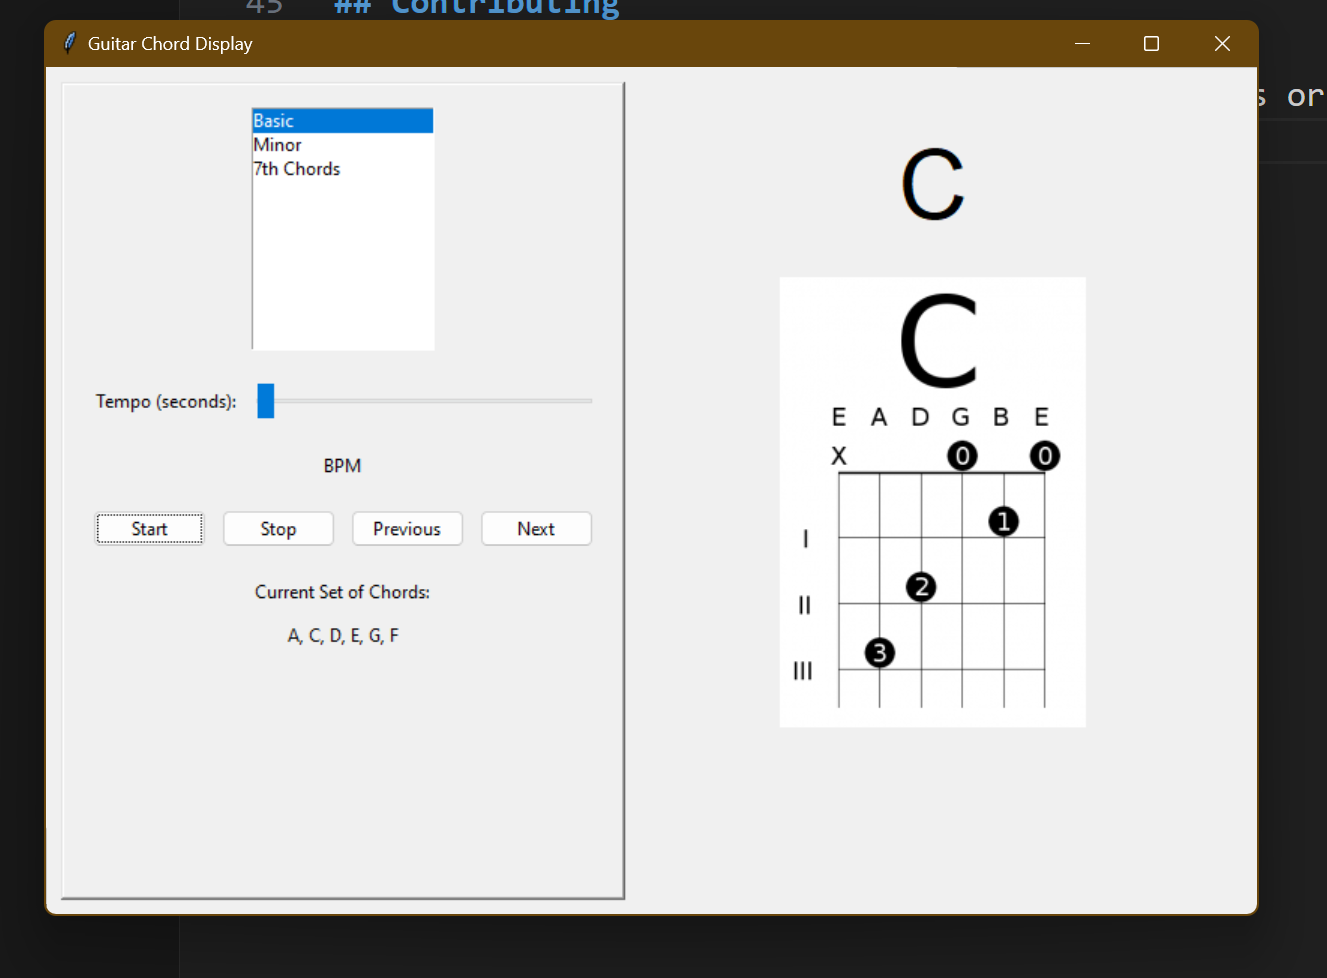 45 ## Contributing
Guitar Chord Display
s or
Basic
Minor
7th Chords
Tempo (seconds):
BPM
Start Stop Previous Next
Current Set of Chords:
A, C, D, E, G, F
C
C
E A D G B E
X 0 0
1
I
2
II
3
III